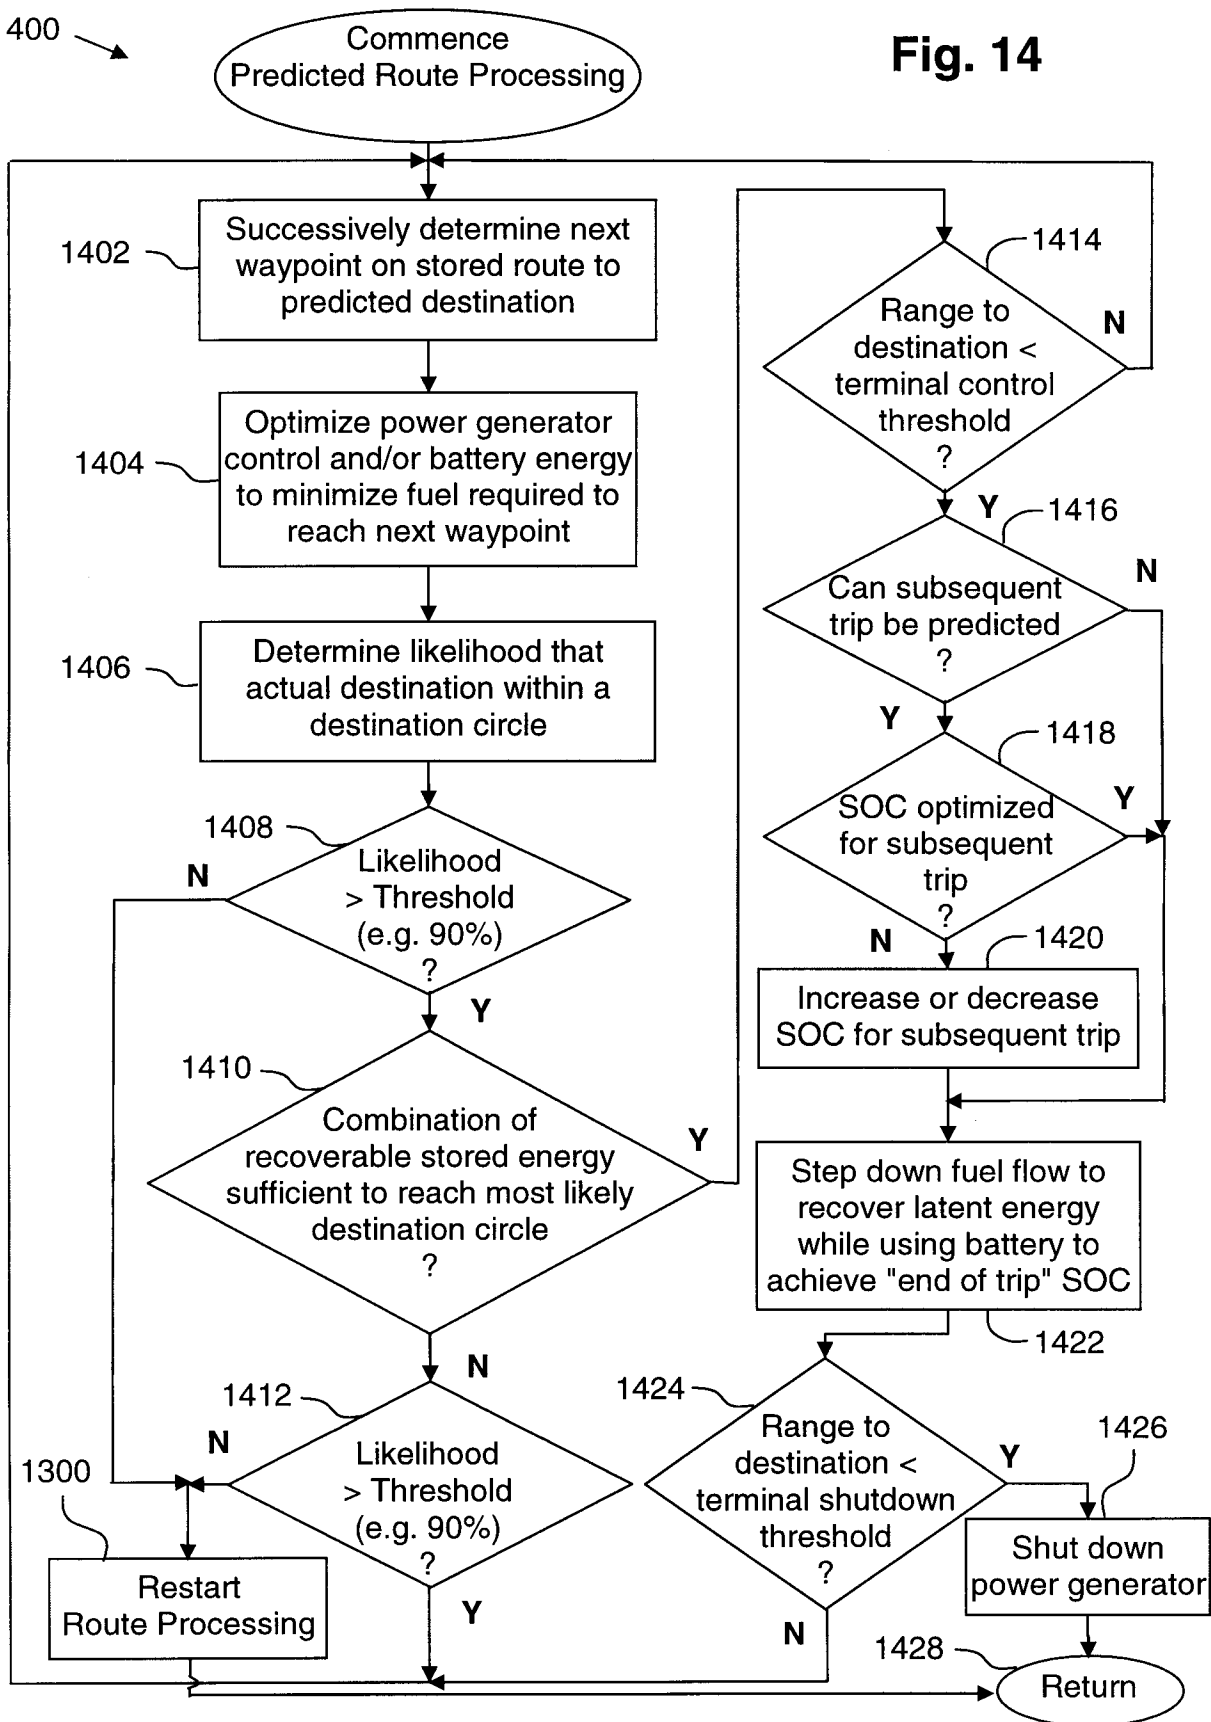 400
Commence
Predicted Route Processing
Fig. 14
1402
Successively determine next
waypoint on stored route to
predicted destination
1404
Optimize power generator
control and/or battery energy
to minimize fuel required to
reach next waypoint
1406
Determine likelihood that
actual destination within a
destination circle
1408
N
Likelihood
> Threshold
(e.g. 90%)
?
Y
1410
Combination of
recoverable stored energy
sufficient to reach most likely
destination circle
?
Y
N
1412
N
Likelihood
> Threshold
(e.g. 90%)
?
Y
1300
Restart
Route Processing
1414
Range to
destination <
terminal control
threshold
?
N
Y
1416
Can subsequent
trip be predicted
?
N
Y
1418
SOC optimized
for subsequent
trip
?
Y
N
1420
Increase or decrease
SOC for subsequent trip
Step down fuel flow to
recover latent energy
while using battery to
achieve "end of trip" SOC
1422
1424
Range to
destination <
terminal shutdown
threshold
?
Y
N
1426
Shut down
power generator
1428
Return